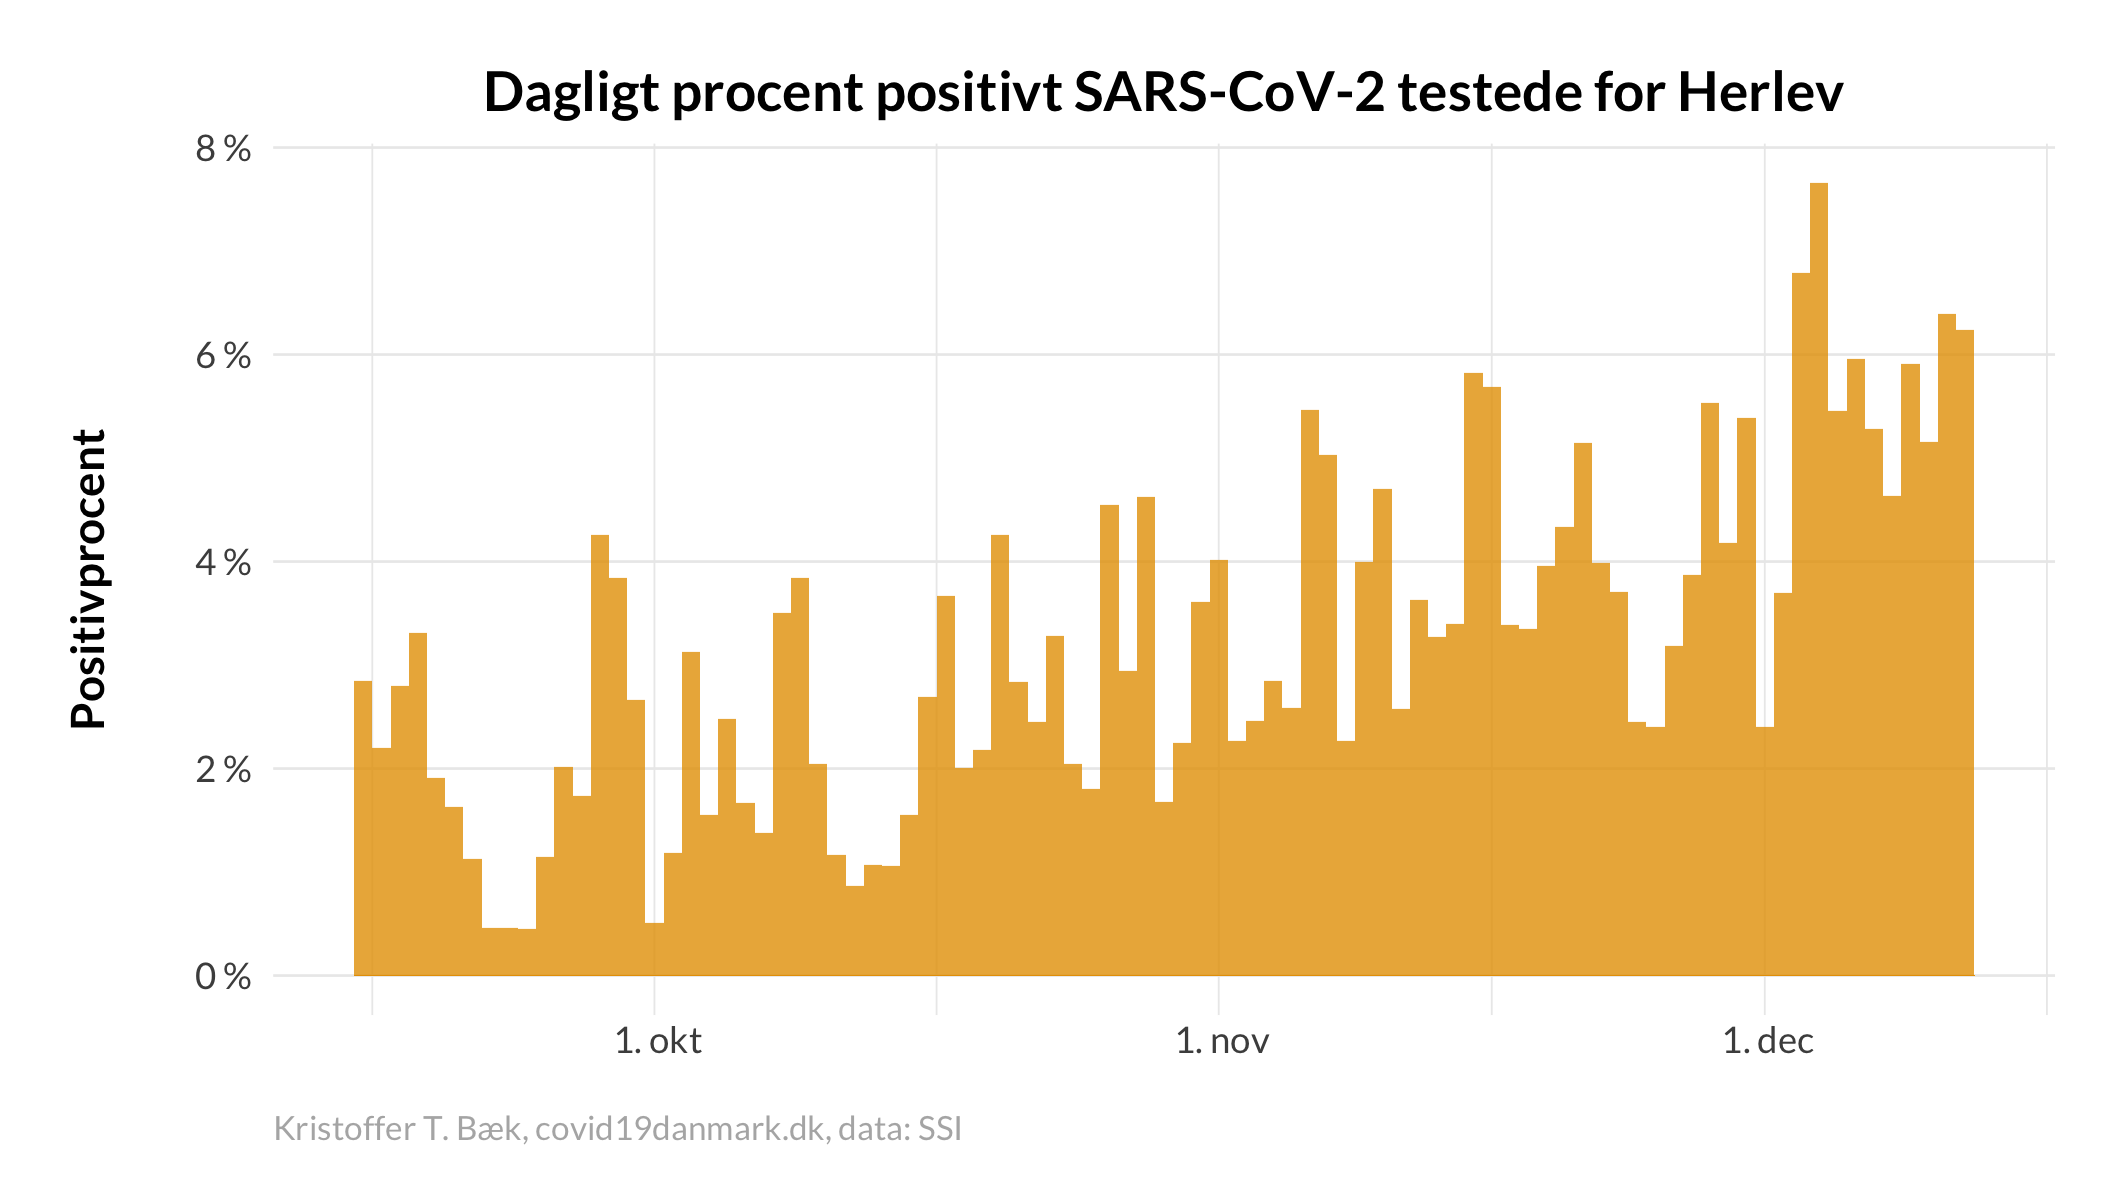 Dagligt procent positivt SARS-CoV-2 testede for Herlev
8 %
6 %
4 %
2 %
0 %
Positivprocent
1. okt
1. nov
1. dec
Kristoffer T. Bæk, covid19danmark.dk, data: SSI